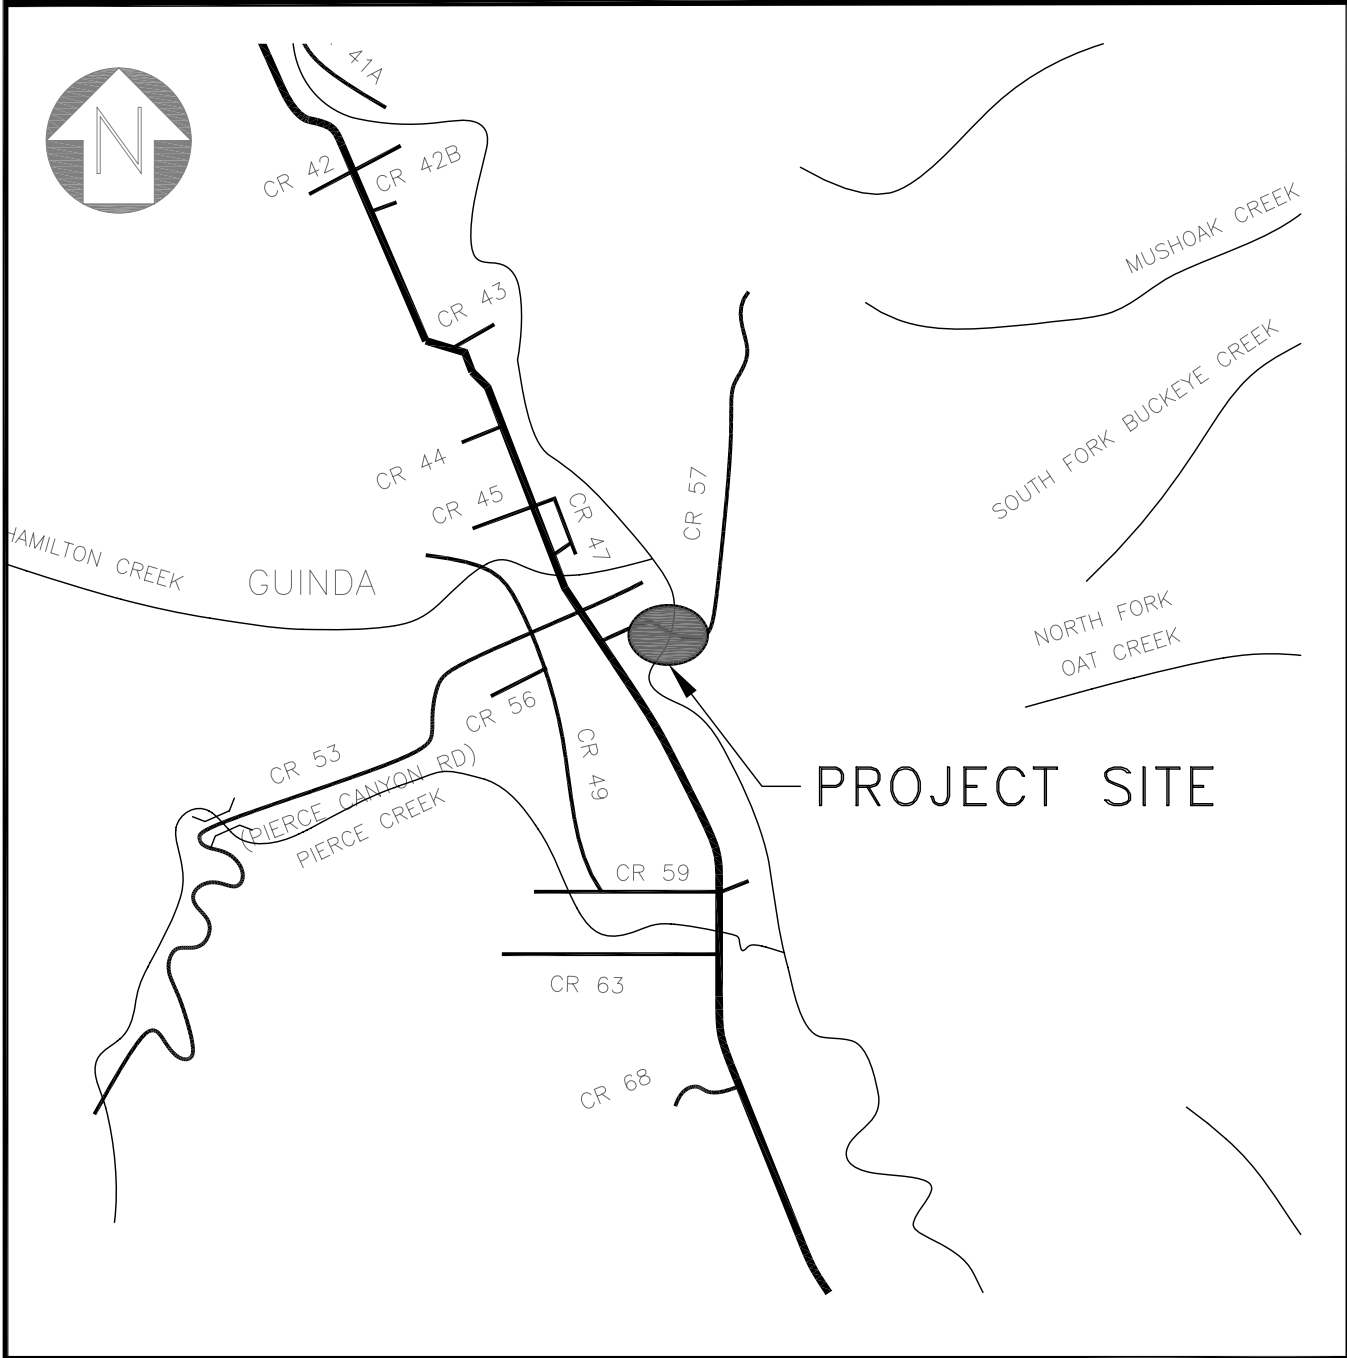 41A
N
CR 42
CR 42B
MUSHOAK CREEK
CR 43
SOUTH FORK BUCKEYE CREEK
CR 44
CR 45
CR 47
CR 57
HAMILTON CREEK
GUINDA
NORTH FORK
OAT CREEK
CR 56
CR 53
(PIERCE CANYON RD)
PIERCE CREEK
CR 49
PROJECT SITE
CR 59
CR 63
CR 68